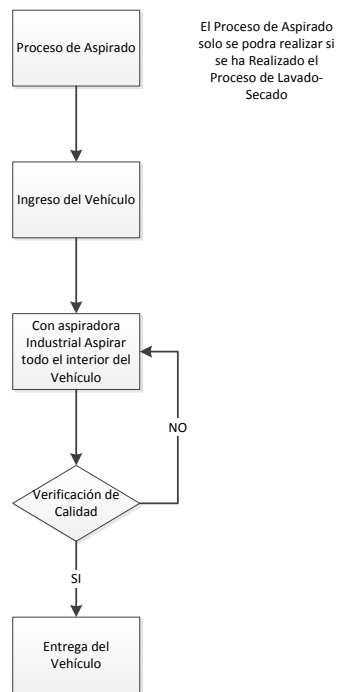 Proceso de Aspirado
El Proceso de Aspirado
solo se podra realizar si
se ha Realizado el
Proceso de Lavado-
Secado
Ingreso del Vehículo
Con aspiradora
Industrial Aspirar
todo el interior del
Vehículo
NO
Verificación de
Calidad
SI
Entrega del
Vehículo